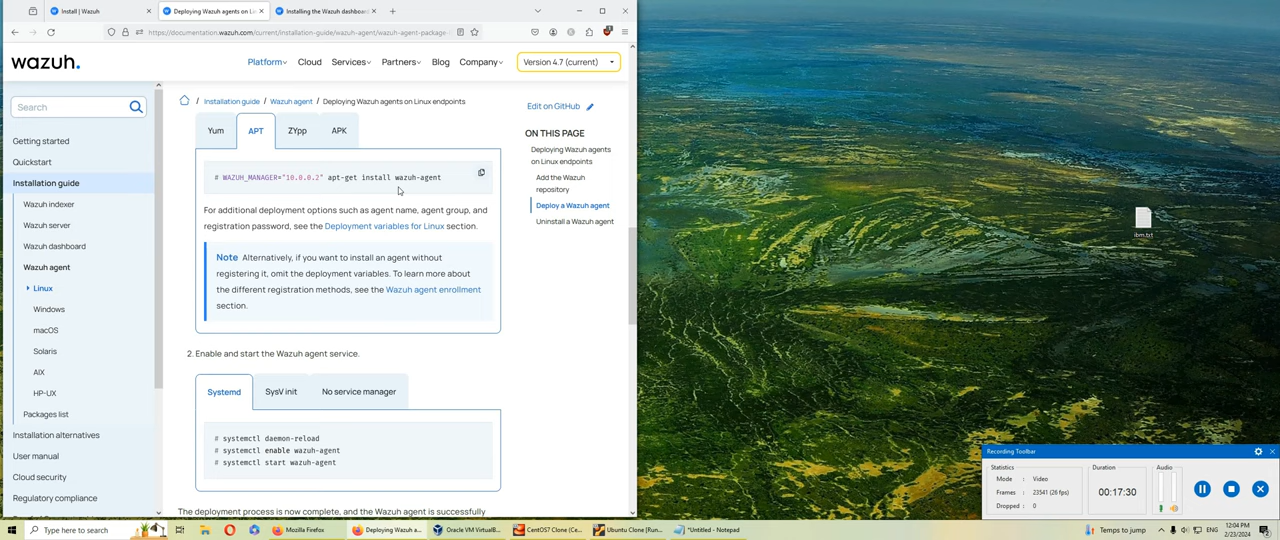 Install | Wazuh
Deploying Wazuh agents on Lin
Installing the Wazuh dashboard
https://documentation.wazuh.com/current/installation-guide/wazuh-agent/wazuh-agent-package-
wazuh.
Platform
Cloud
Services
Partners
Blog
Company
Version 4.7 (current)
Search
Getting started
Quickstart
Installation guide
Wazuh indexer
Wazuh server
Wazuh dashboard
Wazuh agent
Linux
Windows
macOS
Solaris
AIX
HP-UX
Packages list
Installation alternatives
User manual
Cloud security
Regulatory compliance
/ Installation guide / Wazuh agent / Deploying Wazuh agents on Linux endpoints
Yum APT ZYpp APK
# WAZUH_MANAGER="10.0.0.2" apt-get install wazuh-agent
For additional deployment options such as agent name, agent group, and
registration password, see the Deployment variables for Linux section.
Note Alternatively, if you want to install an agent without
registering it, omit the deployment variables. To learn more about
the different registration methods, see the Wazuh agent enrollment
section.
2. Enable and start the Wazuh agent service.
Systemd SysV init No service manager
# systemctl daemon-reload
# systemctl enable wazuh-agent
# systemctl start wazuh-agent
The deployment process is now complete, and the Wazuh agent is successfully
Edit on GitHub
ON THIS PAGE
Deploying Wazuh agents
on Linux endpoints
Add the Wazuh
repository
Deploy a Wazuh agent
Uninstall a Wazuh agent
ibm.txt
Recording Toolbar
Statistics
Mode : Video
Frames : 23541 (26 fps)
Dropped : 0
Duration
00:17:30
Audio
Type here to search
Mozilla Firefox
Deploying Wazuh a...
Oracle VM VirtualB...
CentOS7 Clone (Ce...
Ubuntu Clone [Run...
*Untitled - Notepad
Temps to jump
ENG
12:04 PM
2/23/2024